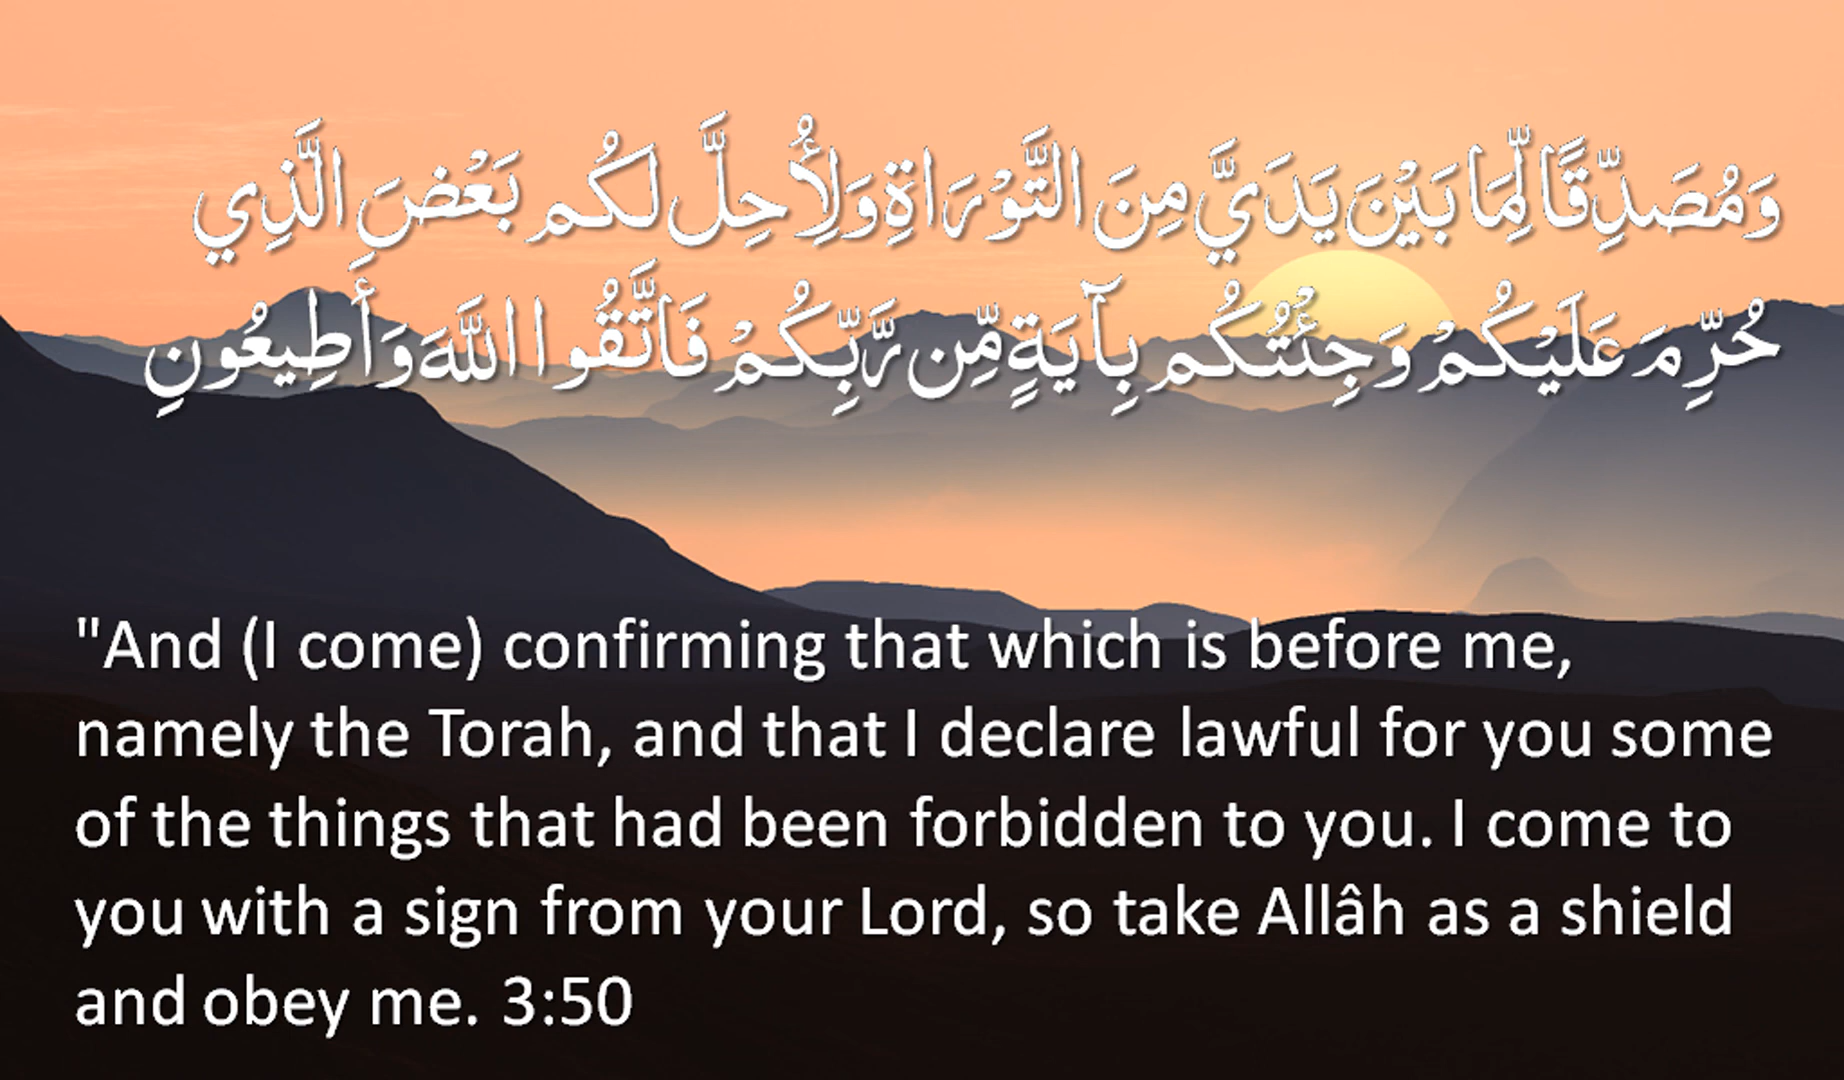 وَمُصَدِّقًا لِّمَا بَيْنَ يَدَيَّ مِنَ التَّوْرَاةِ وَلِأُحِلَّ لَكُم بَعْضَ الَّذِي
حُرِّمَ عَلَيْكُمْ وَجِئْتُكُم بِآيَةٍ مِّن رَّبِّكُمْ فَاتَّقُوا اللَّهَ وَأَطِيعُونِ
"And (I come) confirming that which is before me,
namely the Torah, and that I declare lawful for you some
of the things that had been forbidden to you. I come to
you with a sign from your Lord, so take Allâh as a shield
and obey me. 3:50